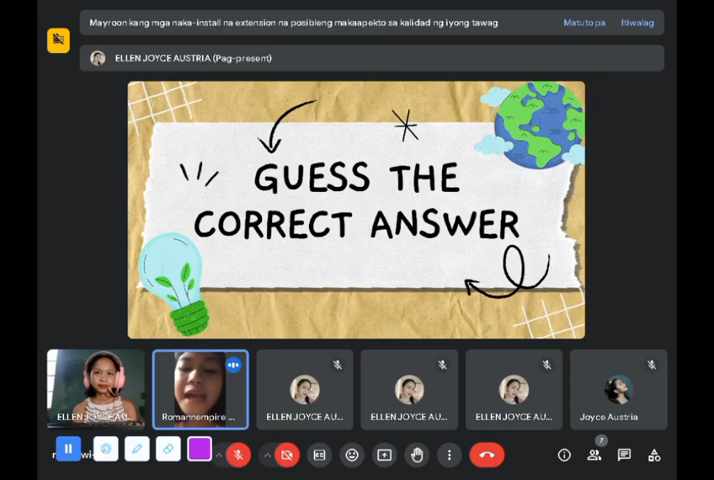 Mayroon kang mga naka-install na extension na posibleng makaapekto sa kalidad ng iyong tawag
Matuto pa
Itiwalag
ELLEN JOYCE AUSTRIA (Pag-present)
GUESS THE
CORRECT ANSWER
ELLEN JOYCE AU...
Romannempire ...
ELLEN JOYCE AU...
ELLEN JOYCE AU...
ELLEN JOYCE AU...
Joyce Austria
7